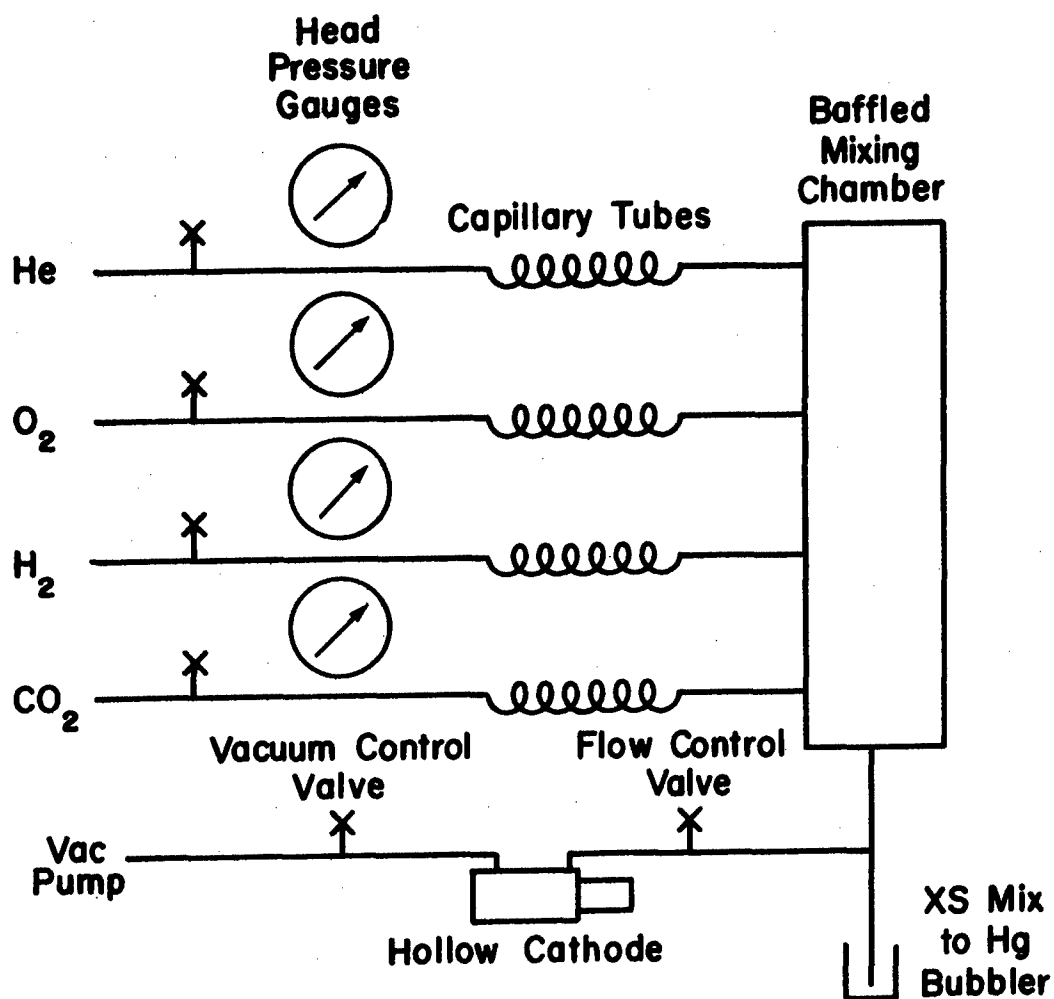 Head
Pressure
Gauges
Baffled
Mixing
Chamber
Capillary Tubes
He
O₂
H₂
CO₂
Vacuum Control
Valve
Flow Control
Valve
Vac
Pump
Hollow Cathode
XS Mix
to Hg
Bubbler